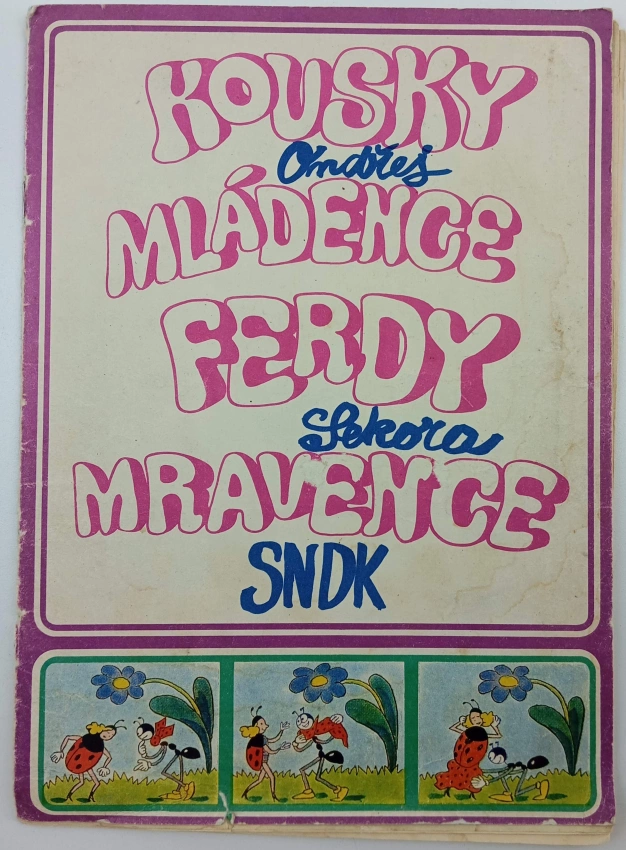 KOUSKY
Ondřej
MLÁDENCE
FERDY
Sekora
MRAVENCE
SNDK